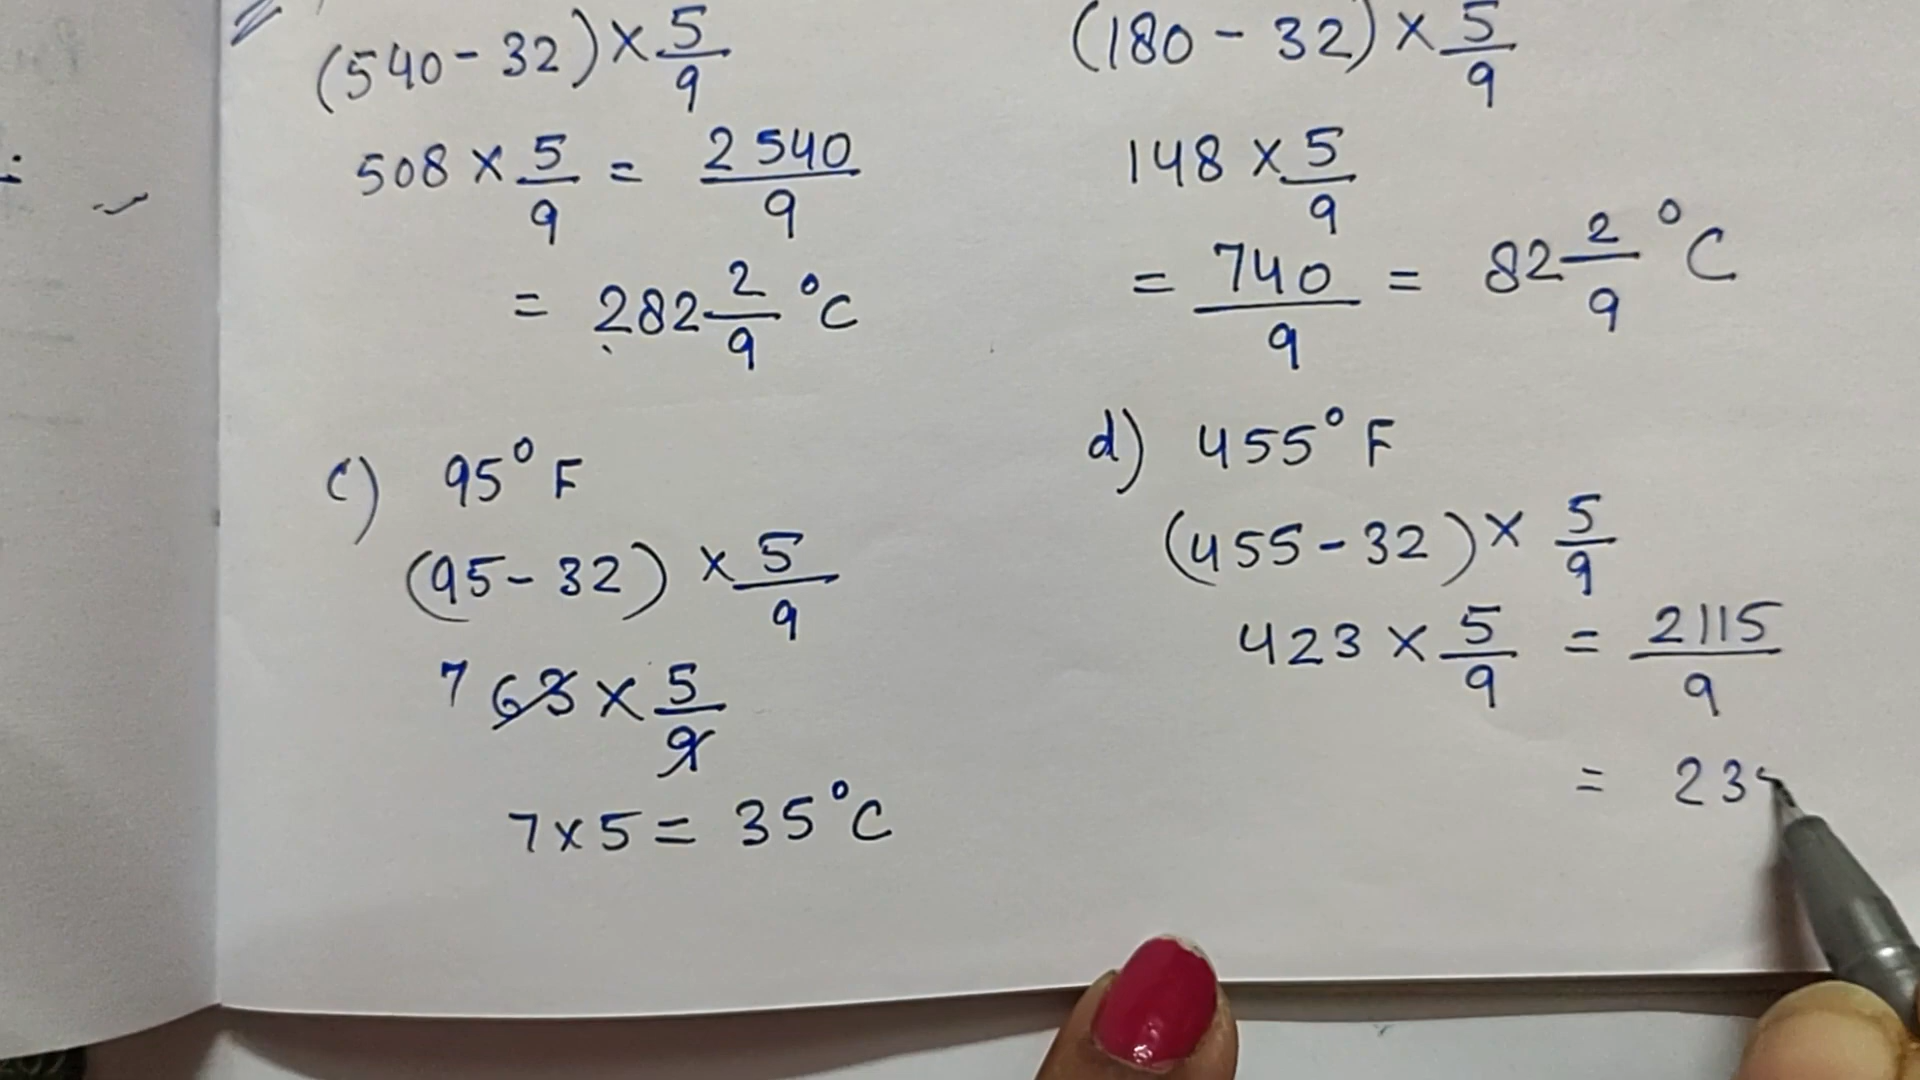 (540 - 32) × 5/9
508 × 5/9 = 2540/9
= 282 2/9 °C
(180 - 32) × 5/9
148 × 5/9
= 740/9 = 82 2/9 °C
c) 95° F
(95 - 32) × 5/9
7 63 × 5/9
7 × 5 = 35°C
d) 455° F
(455 - 32) × 5/9
423 × 5/9 = 2115/9
= 23